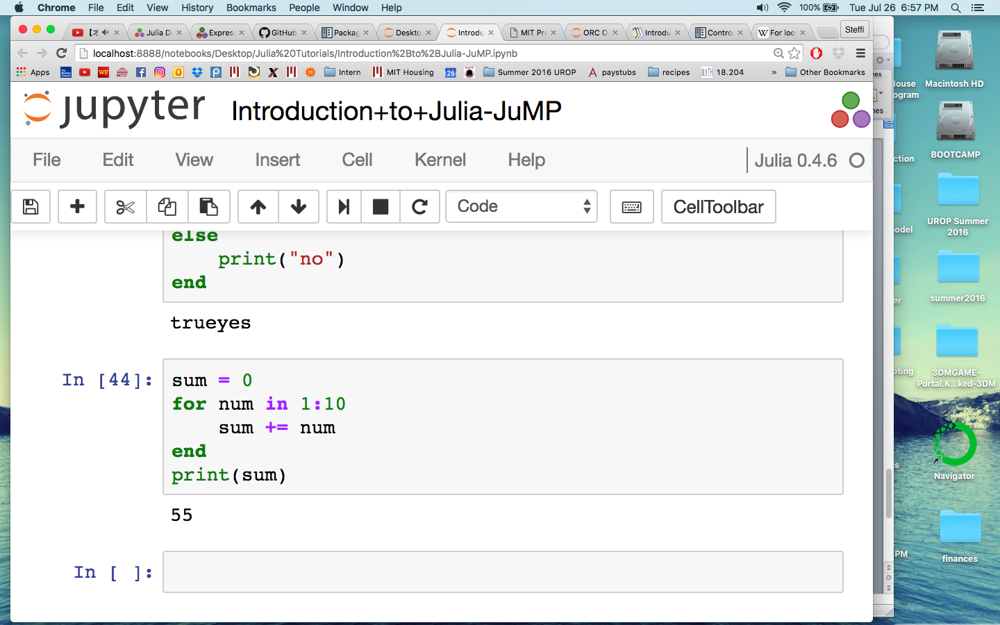 Chrome File Edit View History Bookmarks People Window Help 100% Tue Jul 26 6:57 PM
Julia D Expres GitHub Packag Deskto Introdu MIT Pr ORC O Introdu Control For loo Steffi
localhost:8888/notebooks/Desktop/Julia%20Tutorials/Introduction%2Bto%2BJulia-JuMP.ipynb
Apps WF Intern MIT Housing 26 Summer 2016 UROP paystubs recipes MATH 18.204 » Other Bookmarks
jupyter Introduction+to+Julia-JuMP
File Edit View Insert Cell Kernel Help Julia 0.4.6
Code CellToolbar
else
print("no")
end
trueyes
In [44]: sum = 0
for num in 1:10
sum += num
end
print(sum)
55
In [ ]:
Macintosh HD
ouse
ogram
BOOTCAMP
ction
UROP Summer
2016
odel
summer2016
er
3DMGAME-
Portal.K...ked-3DM
oting
Navigator
s
finances
PM